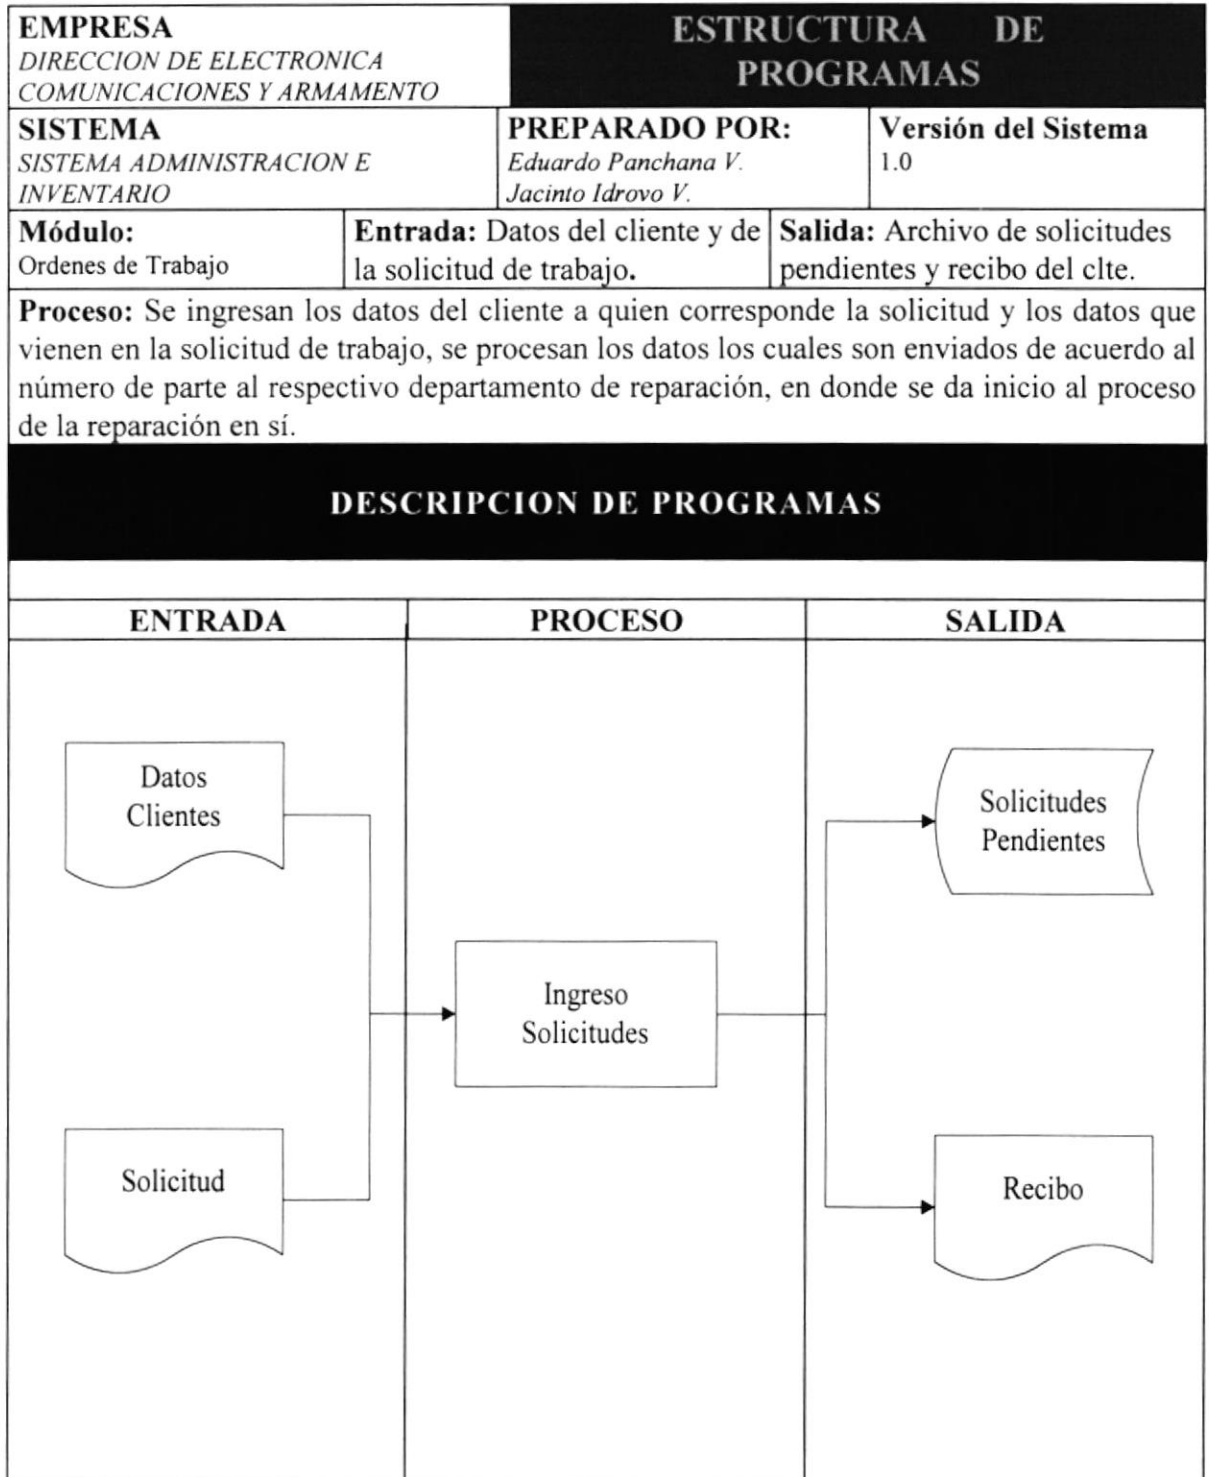 EMPRESA
DIRECCION DE ELECTRONICA
COMUNICACIONES Y ARMAMENTO
ESTRUCTURA DE
PROGRAMAS
SISTEMA
SISTEMA ADMINISTRACION E
INVENTARIO
PREPARADO POR:
Eduardo Panchana V.
Jacinto Idrovo V.
Versión del Sistema
1.0
Módulo:
Ordenes de Trabajo
Entrada: Datos del cliente y de
la solicitud de trabajo.
Salida: Archivo de solicitudes
pendientes y recibo del clte.
Proceso: Se ingresan los datos del cliente a quien corresponde la solicitud y los datos que
vienen en la solicitud de trabajo, se procesan los datos los cuales son enviados de acuerdo al
número de parte al respectivo departamento de reparación, en donde se da inicio al proceso
de la reparación en sí.
DESCRIPCION DE PROGRAMAS
ENTRADA
PROCESO
SALIDA
Datos
Clientes
Solicitud
Ingreso
Solicitudes
Solicitudes
Pendientes
Recibo